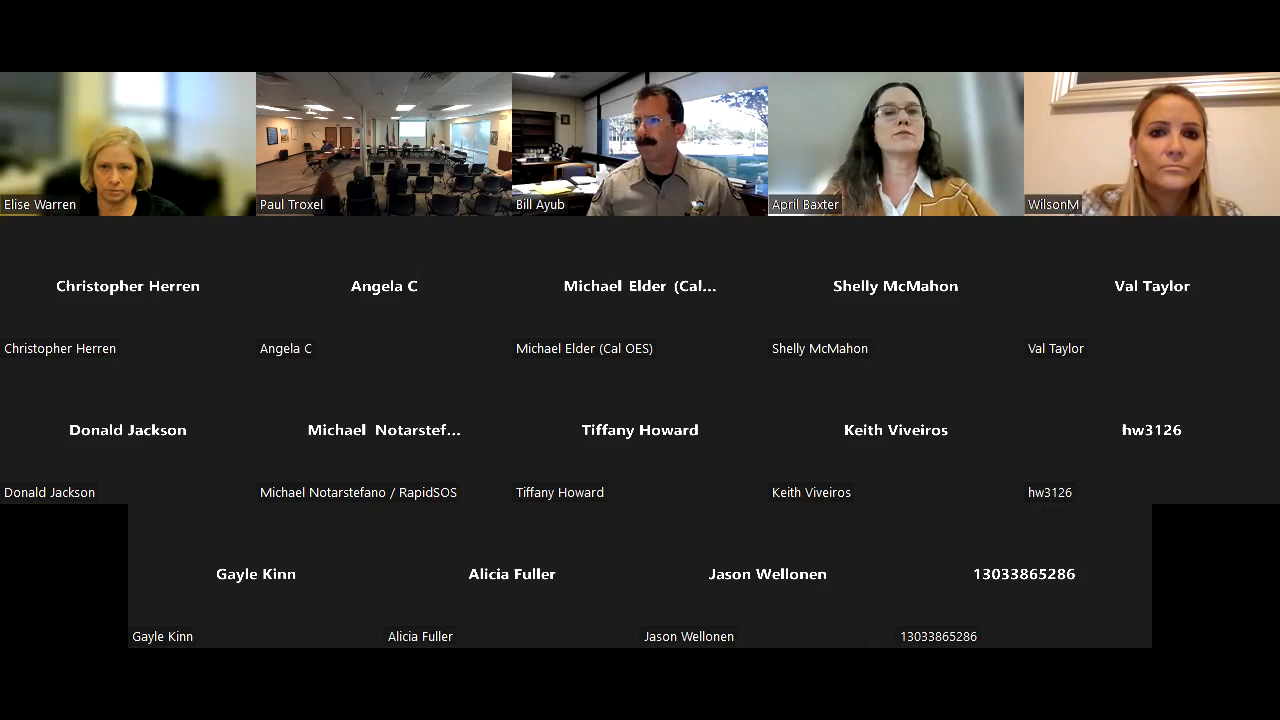 Elise Warren
Paul Troxel
Bill Ayub
April Baxter
WilsonM
Christopher Herren
Angela C
Michael Elder (Cal...
Shelly McMahon
Val Taylor
Christopher Herren
Angela C
Michael Elder (Cal OES)
Shelly McMahon
Val Taylor
Donald Jackson
Michael Notarstef...
Tiffany Howard
Keith Viveiros
hw3126
Donald Jackson
Michael Notarstefano / RapidSOS
Tiffany Howard
Keith Viveiros
hw3126
Gayle Kinn
Alicia Fuller
Jason Wellonen
13033865286
Gayle Kinn
Alicia Fuller
Jason Wellonen
13033865286